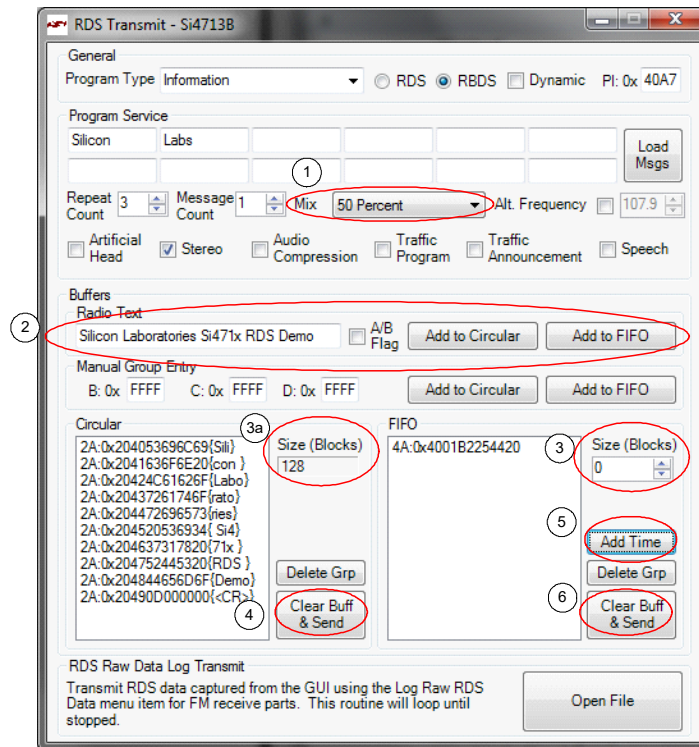 RDS Transmit - Si4713B
General
Program Type Information RDS RBDS Dynamic PI: 0x 40A7
Program Service
Silicon Labs
Load Msgs
1
Repeat Count 3 Message Count 1 Mix 50 Percent Alt. Frequency 107.9
Artificial Head Stereo Audio Compression Traffic Program Traffic Announcement Speech
Buffers
2
Radio Text
Silicon Laboratories Si471x RDS Demo A/B Flag Add to Circular Add to FIFO
Manual Group Entry
B: 0x FFFF C: 0x FFFF D: 0x FFFF Add to Circular Add to FIFO
Circular
2A:0x204053696C69{Sili}
2A:0x2041636F6E20{con }
2A:0x20424C61626F{Labo}
2A:0x20437261746F{rato}
2A:0x204472696573{ries}
2A:0x204520536934{ Si4}
2A:0x204637317820{71x }
2A:0x204752445320{RDS }
2A:0x204844656D6F{Demo}
2A:0x20490D000000{<CR>}
3a
Size (Blocks)
128
Delete Grp
4
Clear Buff & Send
FIFO
4A:0x4001B2254420
3
Size (Blocks)
0
5
Add Time
Delete Grp
6
Clear Buff & Send
RDS Raw Data Log Transmit
Transmit RDS data captured from the GUI using the Log Raw RDS
Data menu item for FM receive parts. This routine will loop until
stopped.
Open File